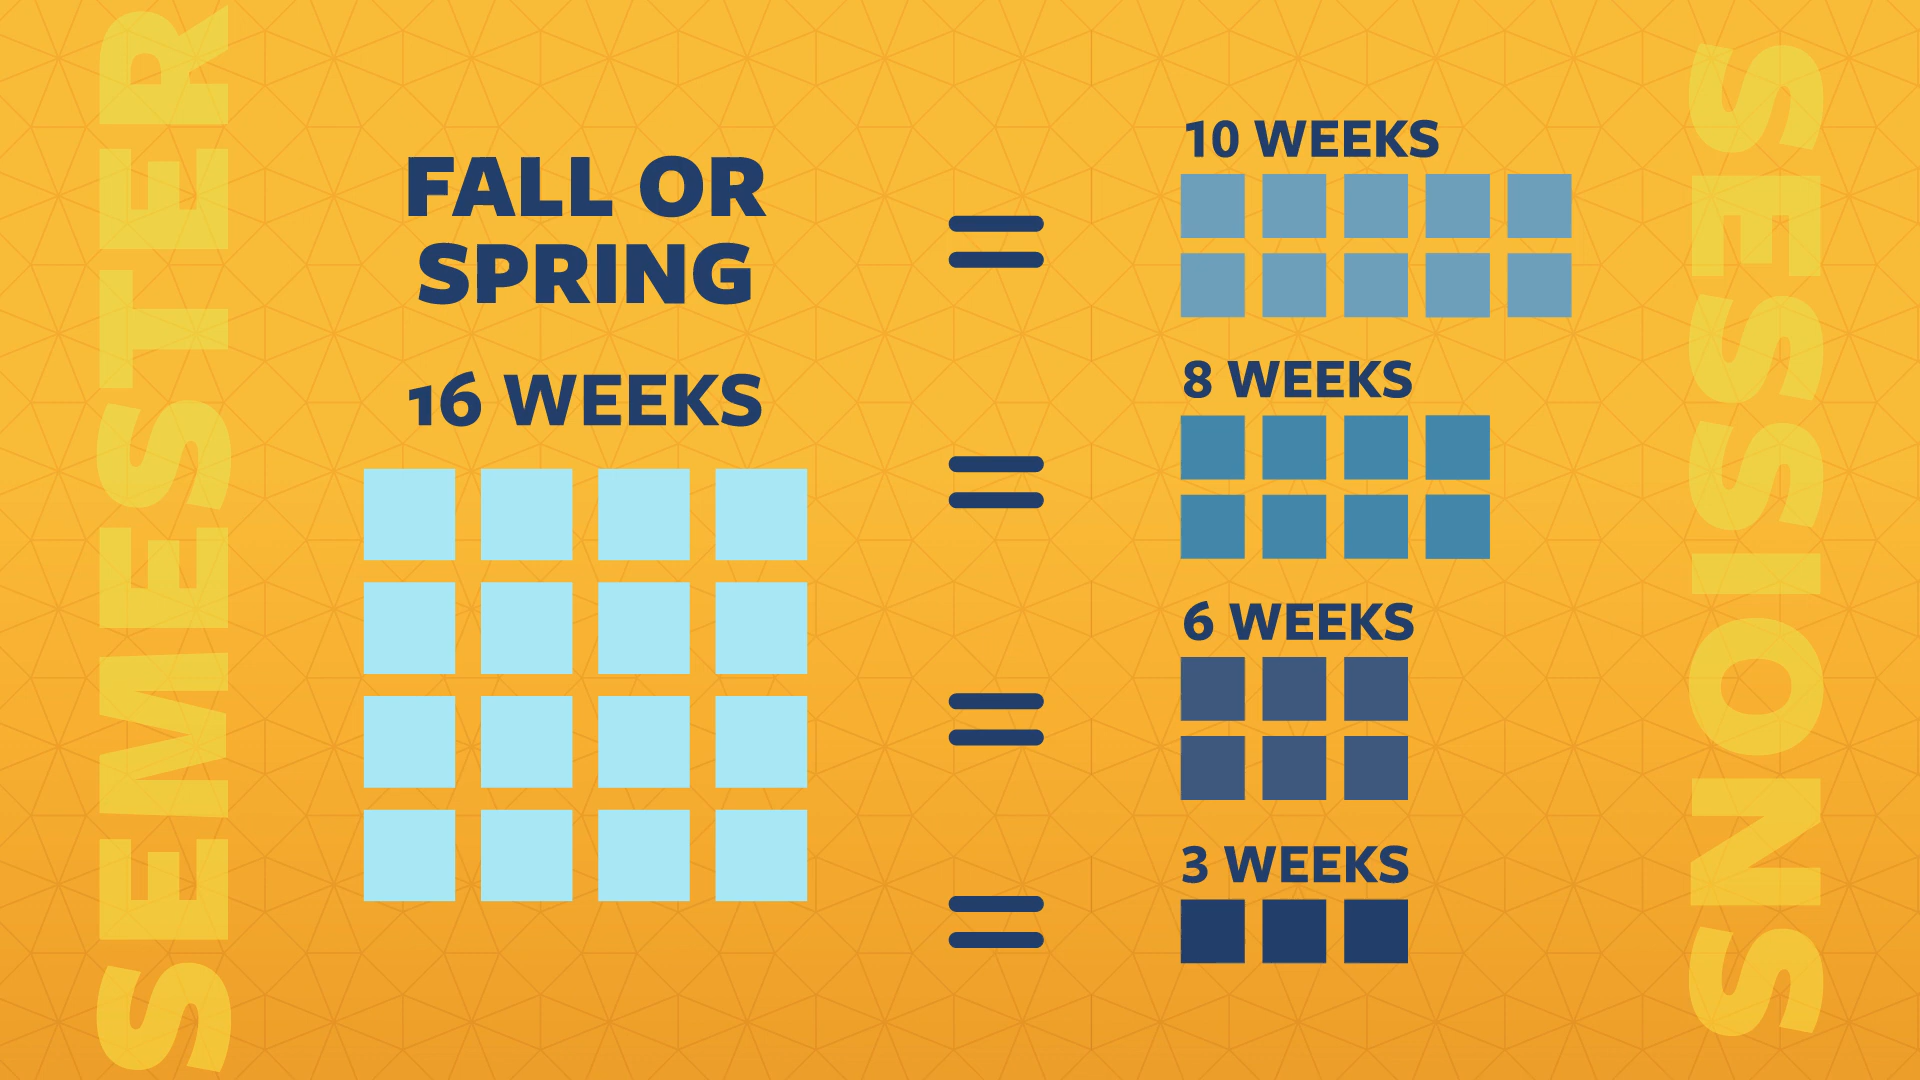 SEMESTER
FALL OR
SPRING
16 WEEKS
=
10 WEEKS
=
8 WEEKS
=
6 WEEKS
=
3 WEEKS
SESSIONS